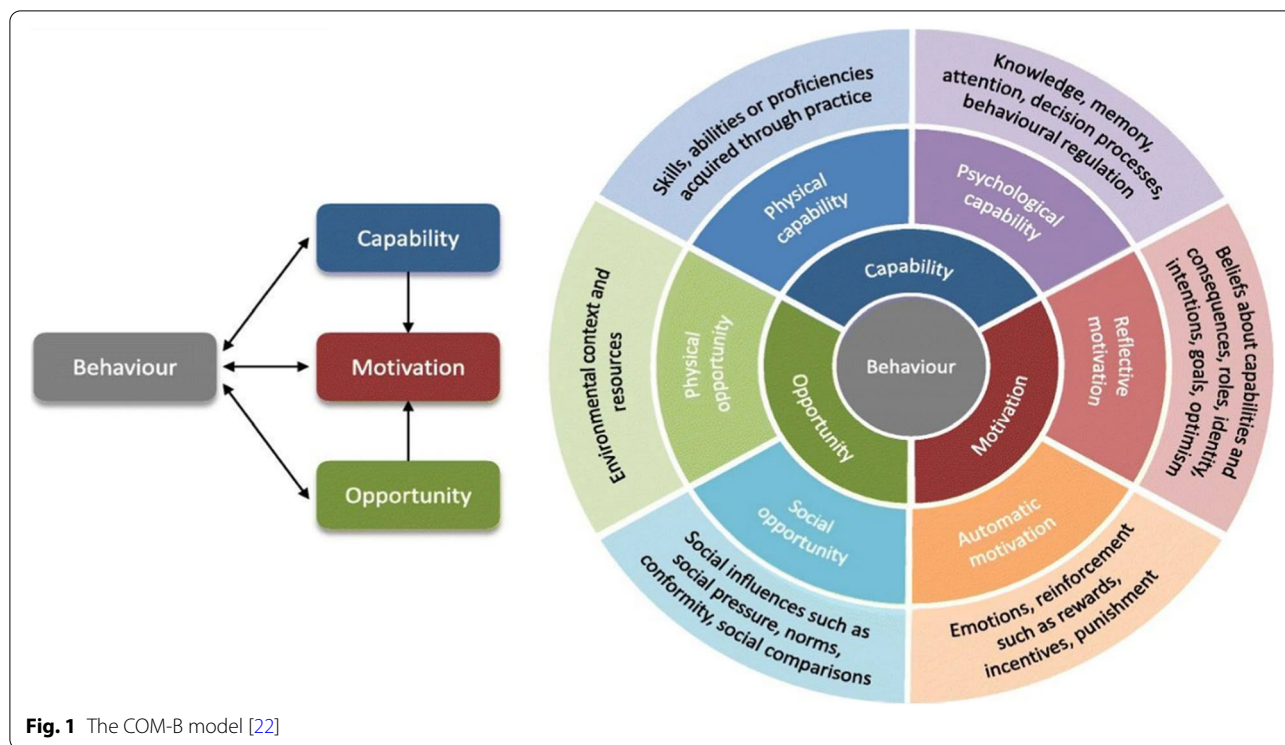 Capability
Behaviour
Motivation
Opportunity
Skills, abilities or proficiencies
acquired through practice
Knowledge, memory,
attention, decision processes,
behavioural regulation
Physical
capability
Psychological
capability
Capability
Environmental context and
resources
Physical
opportunity
Opportunity
Behaviour
Motivation
Reflective
motivation
Beliefs about capabilities and
consequences, roles, identity,
intentions, goals, optimism
Social
opportunity
Automatic
motivation
Social influences such as
social pressure, norms,
conformity, social comparisons
Emotions, reinforcement
such as rewards,
incentives, punishment
Fig. 1 The COM-B model [22]